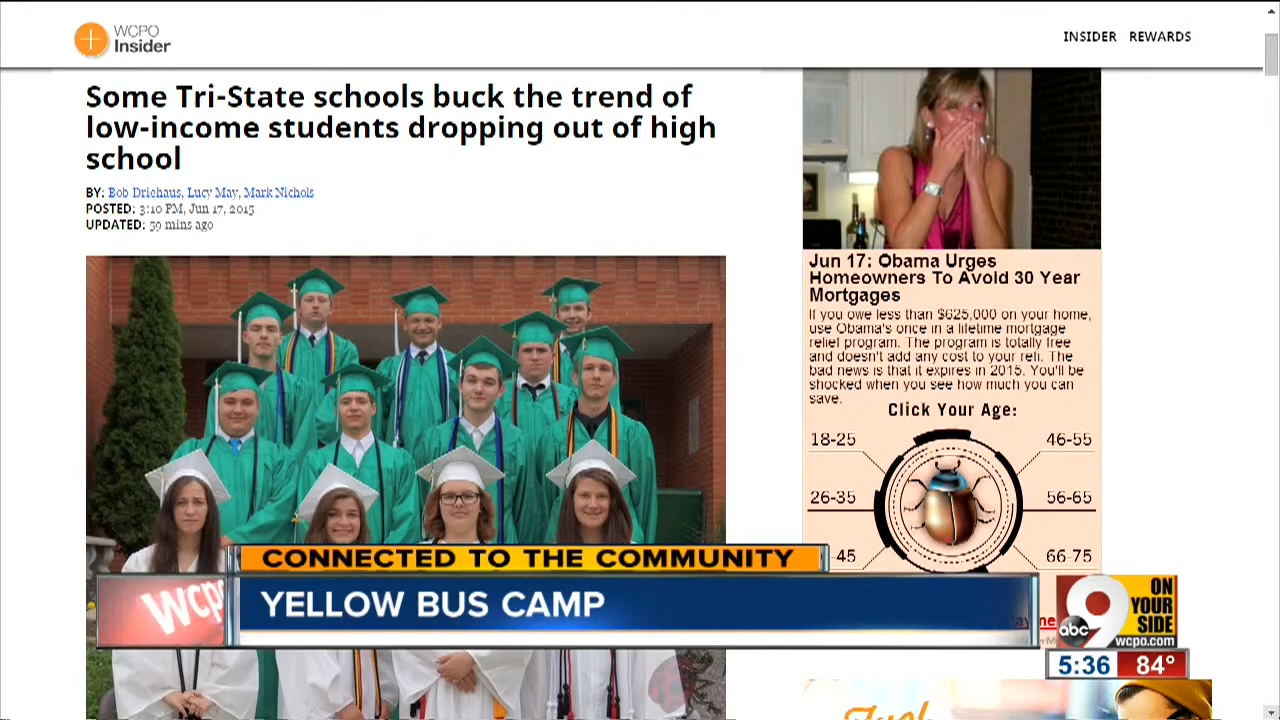 WCPO
Insider
INSIDER REWARDS
Some Tri-State schools buck the trend of
low-income students dropping out of high
school
BY: Bob Driehaus, Lucy May, Mark Nichols
POSTED: 3:10 PM, Jun 17, 2015
UPDATED: 59 mins ago
Jun 17: Obama Urges
Homeowners To Avoid 30 Year
Mortgages
If you owe less than $625,000 on your home,
use Obama's once in a lifetime mortgage
relief program. The program is totally free
and doesn't add any cost to your refi. The
bad news is that it expires in 2015. You'll be
shocked when you see how much you can
save.
Click Your Age:
18-25 46-55
26-35 56-65
-45 66-75
CONNECTED TO THE COMMUNITY
wcpo
YELLOW BUS CAMP
abc 9 ON
YOUR
SIDE
wcpo.com
5:36 84°